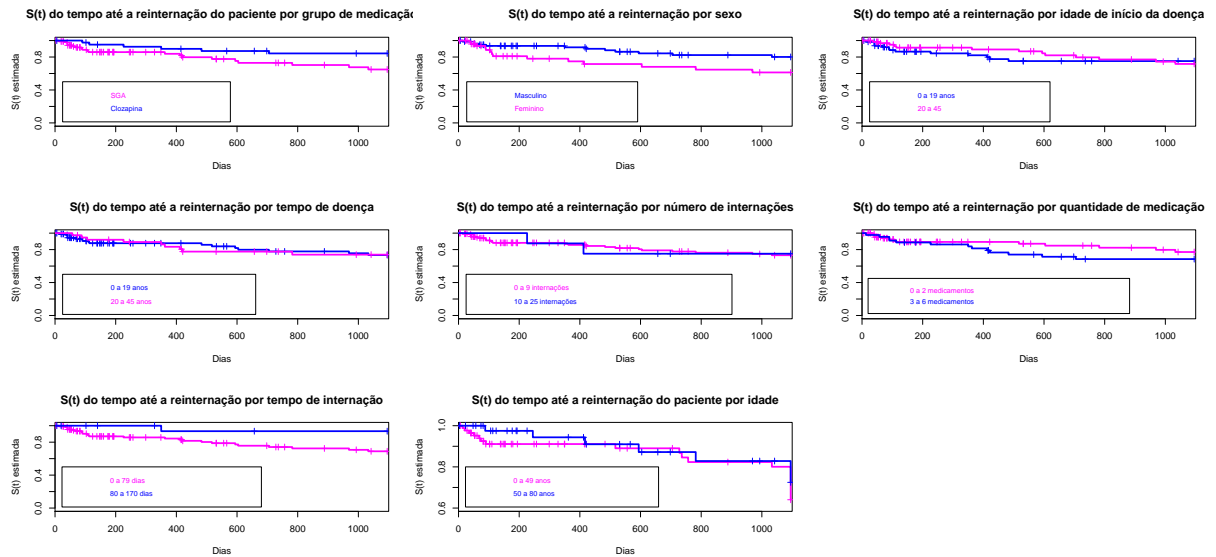 S(t) do tempo até a reinternação do paciente por grupo de medicação
S(t) estimada
0.0 0.4 0.8
SGA
Clozapina
0 200 400 600 800 1000
Dias
S(t) do tempo até a reinternação por sexo
S(t) estimada
0.0 0.4 0.8
Masculino
Feminino
0 200 400 600 800 1000
Dias
S(t) do tempo até a reinternação por idade de início da doença
S(t) estimada
0.0 0.4 0.8
0 a 19 anos
20 a 45
0 200 400 600 800 1000
Dias
S(t) do tempo até a reinternação por tempo de doença
S(t) estimada
0.0 0.4 0.8
0 a 19 anos
20 a 45 anos
0 200 400 600 800 1000
Dias
S(t) do tempo até a reinternação por número de internações
S(t) estimada
0.0 0.4 0.8
0 a 9 internações
10 a 25 internações
0 200 400 600 800 1000
Dias
S(t) do tempo até a reinternação por quantidade de medicação
S(t) estimada
0.0 0.4 0.8
0 a 2 medicamentos
3 a 6 medicamentos
0 200 400 600 800 1000
Dias
S(t) do tempo até a reinternação por tempo de internação
S(t) estimada
0.0 0.4 0.8
0 a 79 dias
80 a 170 dias
0 200 400 600 800 1000
Dias
S(t) do tempo até a reinternação do paciente por idade
S(t) estimada
0.6 0.8 1.0
0 a 49 anos
50 a 80 anos
0 200 400 600 800 1000
Dias